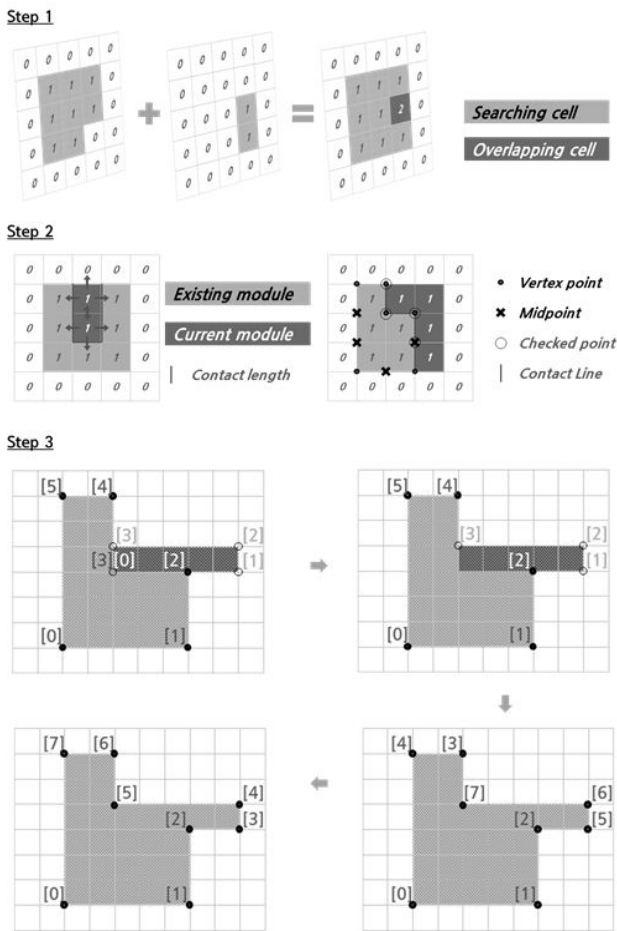 Step 1
0 0 0 0 0
0 1 1 1 0
0 1 1 1 0
0 1 1 0 0
0 0 0 0 0
+
0 0 0 0 0
0 0 0 0 0
0 0 0 1 0
0 0 0 1 0
0 0 0 0 0
=
0 0 0 0 0
0 1 1 1 0
0 1 1 2 0
0 1 1 1 0
0 0 0 0 0
Searching cell
Overlapping cell
Step 2
0 0 0 0 0
0 1 1 1 0
0 1 1 1 0
0 1 1 1 0
0 0 0 0 0
Existing module
Current module
Contact length
0 0 0 0 0
0 1 1 1 0
0 1 1 1 0
0 1 1 1 0
0 0 0 0 0
Vertex point
Midpoint
Checked point
Contact Line
Step 3
[5] [4]
[3] [2]
[3] [0] [2] [1]
[0] [1]
[5] [4]
[3] [2]
[2] [1]
[0] [1]
[7] [6]
[5] [4]
[2] [3]
[0] [1]
[4] [3]
[7] [6]
[2] [5]
[0] [1]